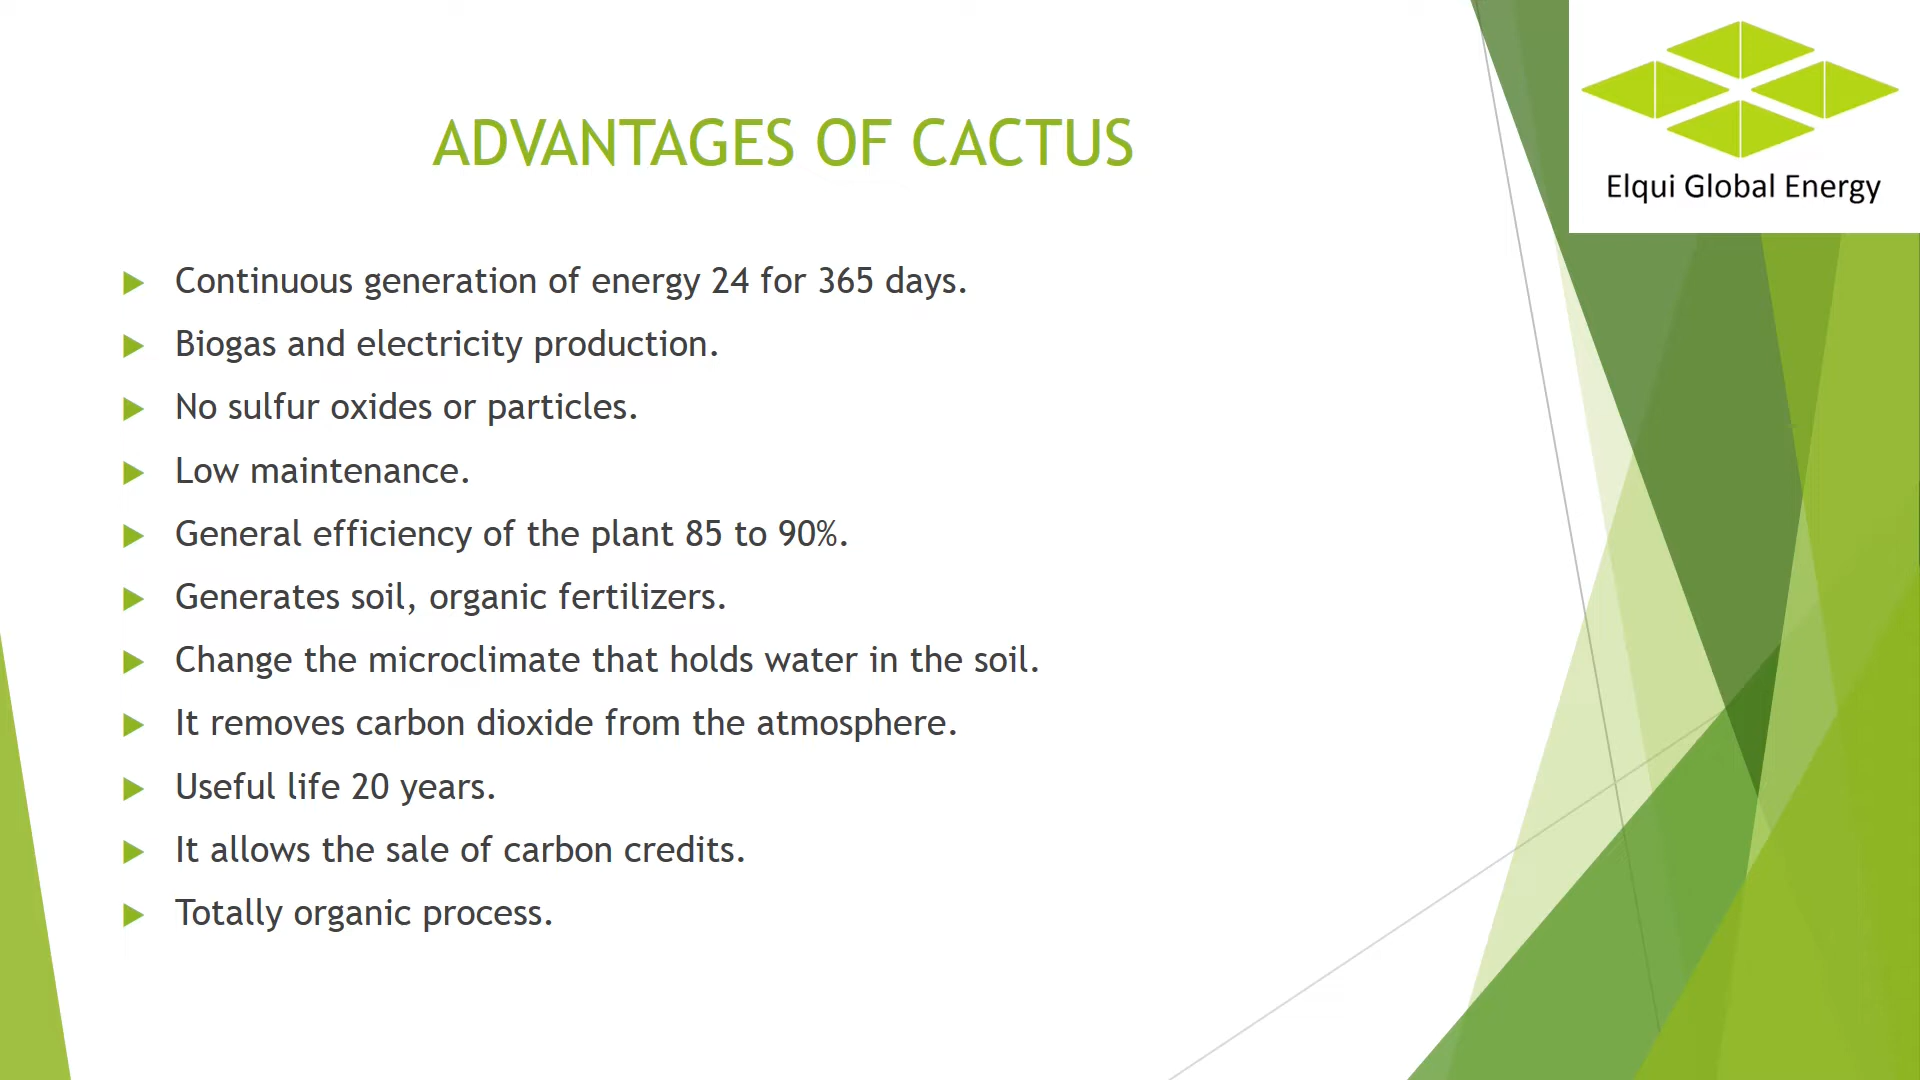 Elqui Global Energy
ADVANTAGES OF CACTUS
Continuous generation of energy 24 for 365 days.
Biogas and electricity production.
No sulfur oxides or particles.
Low maintenance.
General efficiency of the plant 85 to 90%.
Generates soil, organic fertilizers.
Change the microclimate that holds water in the soil.
It removes carbon dioxide from the atmosphere.
Useful life 20 years.
It allows the sale of carbon credits.
Totally organic process.